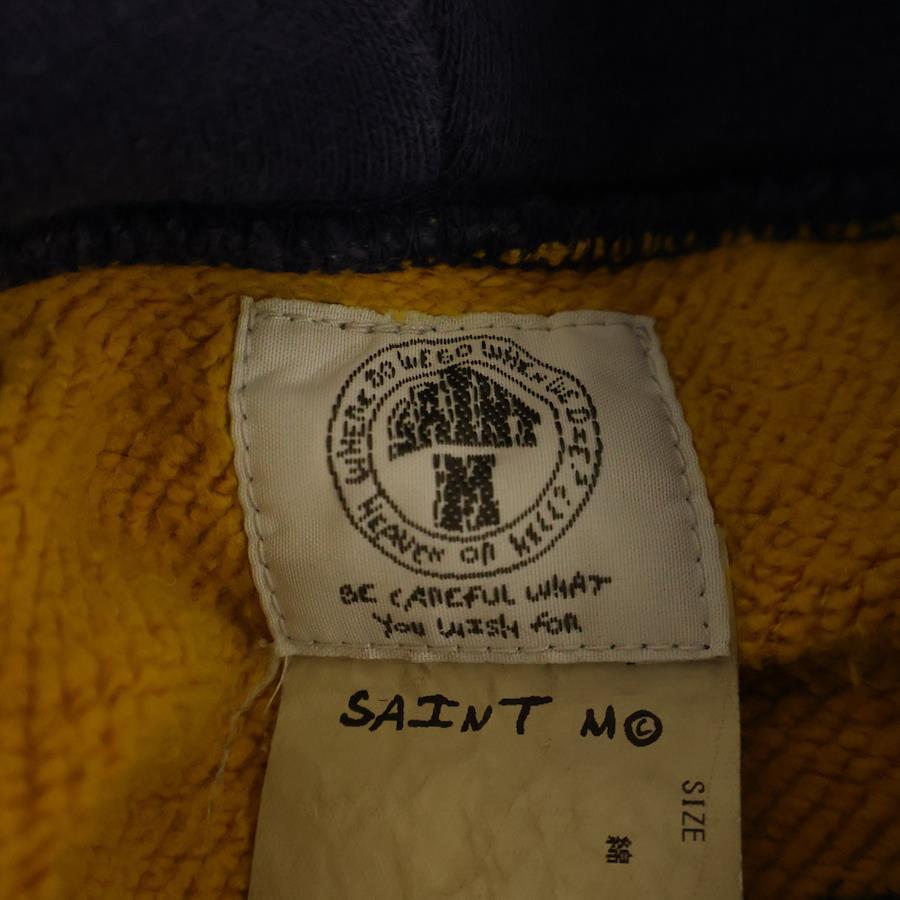 WHERE DO WE GO WHEN WE DIE?
HEAVEN OR HELL????
BE CAREFUL WHAT
YOU WISH FOR
SAINT M©
SIZE
綿